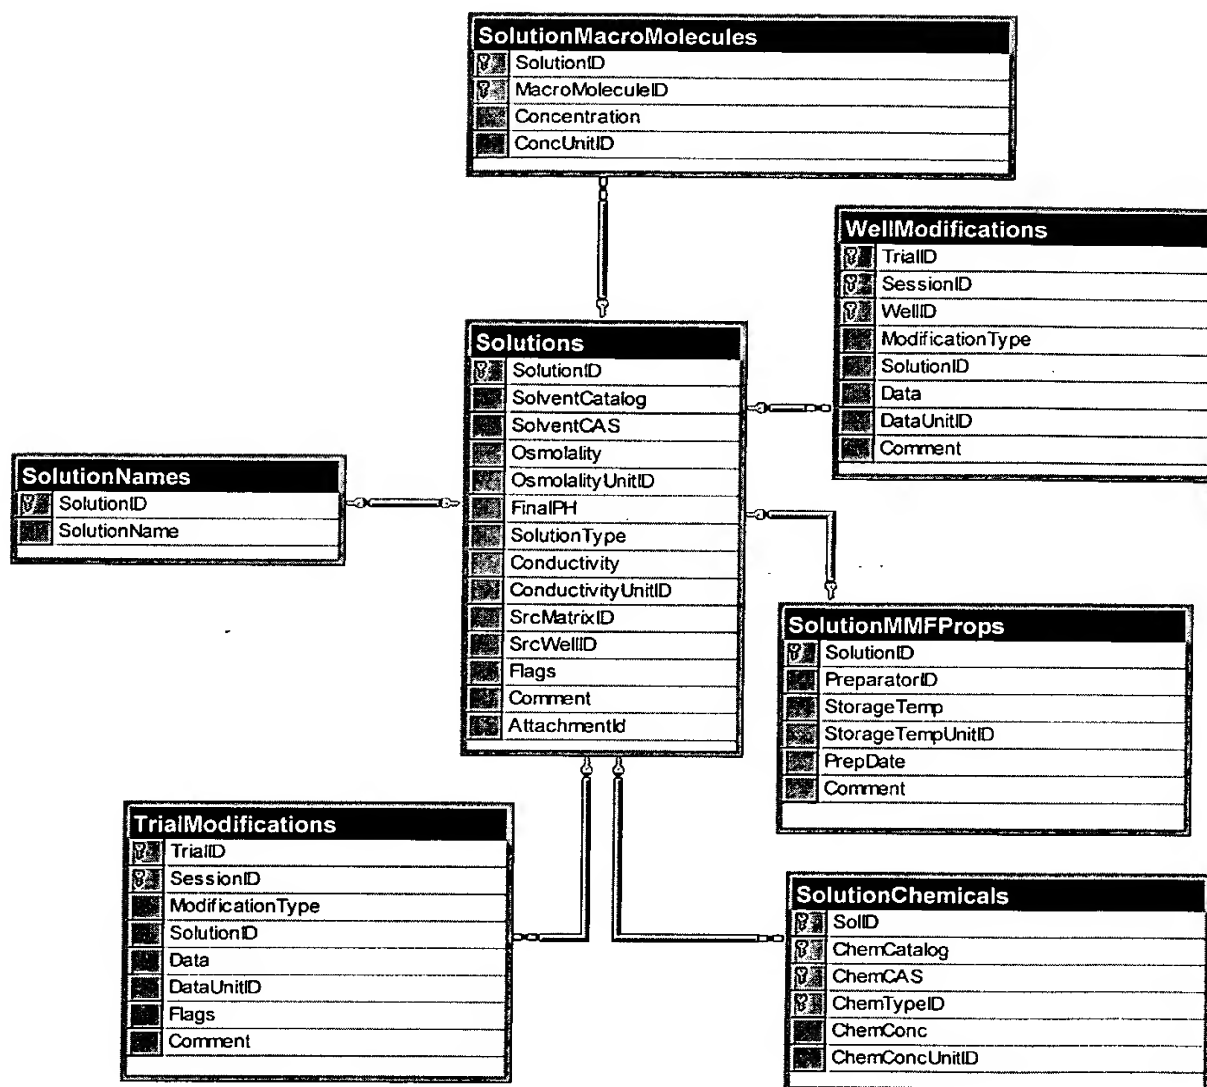 SolutionMacroMolecules
SolutionID
MacroMoleculeID
Concentration
ConcUnitID
WellModifications
TrialID
SessionID
WellID
ModificationType
SolutionID
Data
DataUnitID
Comment
Solutions
SolutionID
SolventCatalog
SolventCAS
Osmolality
OsmolalityUnitID
FinalPH
SolutionType
Conductivity
ConductivityUnitID
SrcMatrixID
SrcWellID
Flags
Comment
AttachmentId
SolutionNames
SolutionID
SolutionName
SolutionMMFProps
SolutionID
PreparatorID
StorageTemp
StorageTempUnitID
PrepDate
Comment
TrialModifications
TrialID
SessionID
ModificationType
SolutionID
Data
DataUnitID
Flags
Comment
SolutionChemicals
SolID
ChemCatalog
ChemCAS
ChemTypeID
ChemConc
ChemConcUnitID